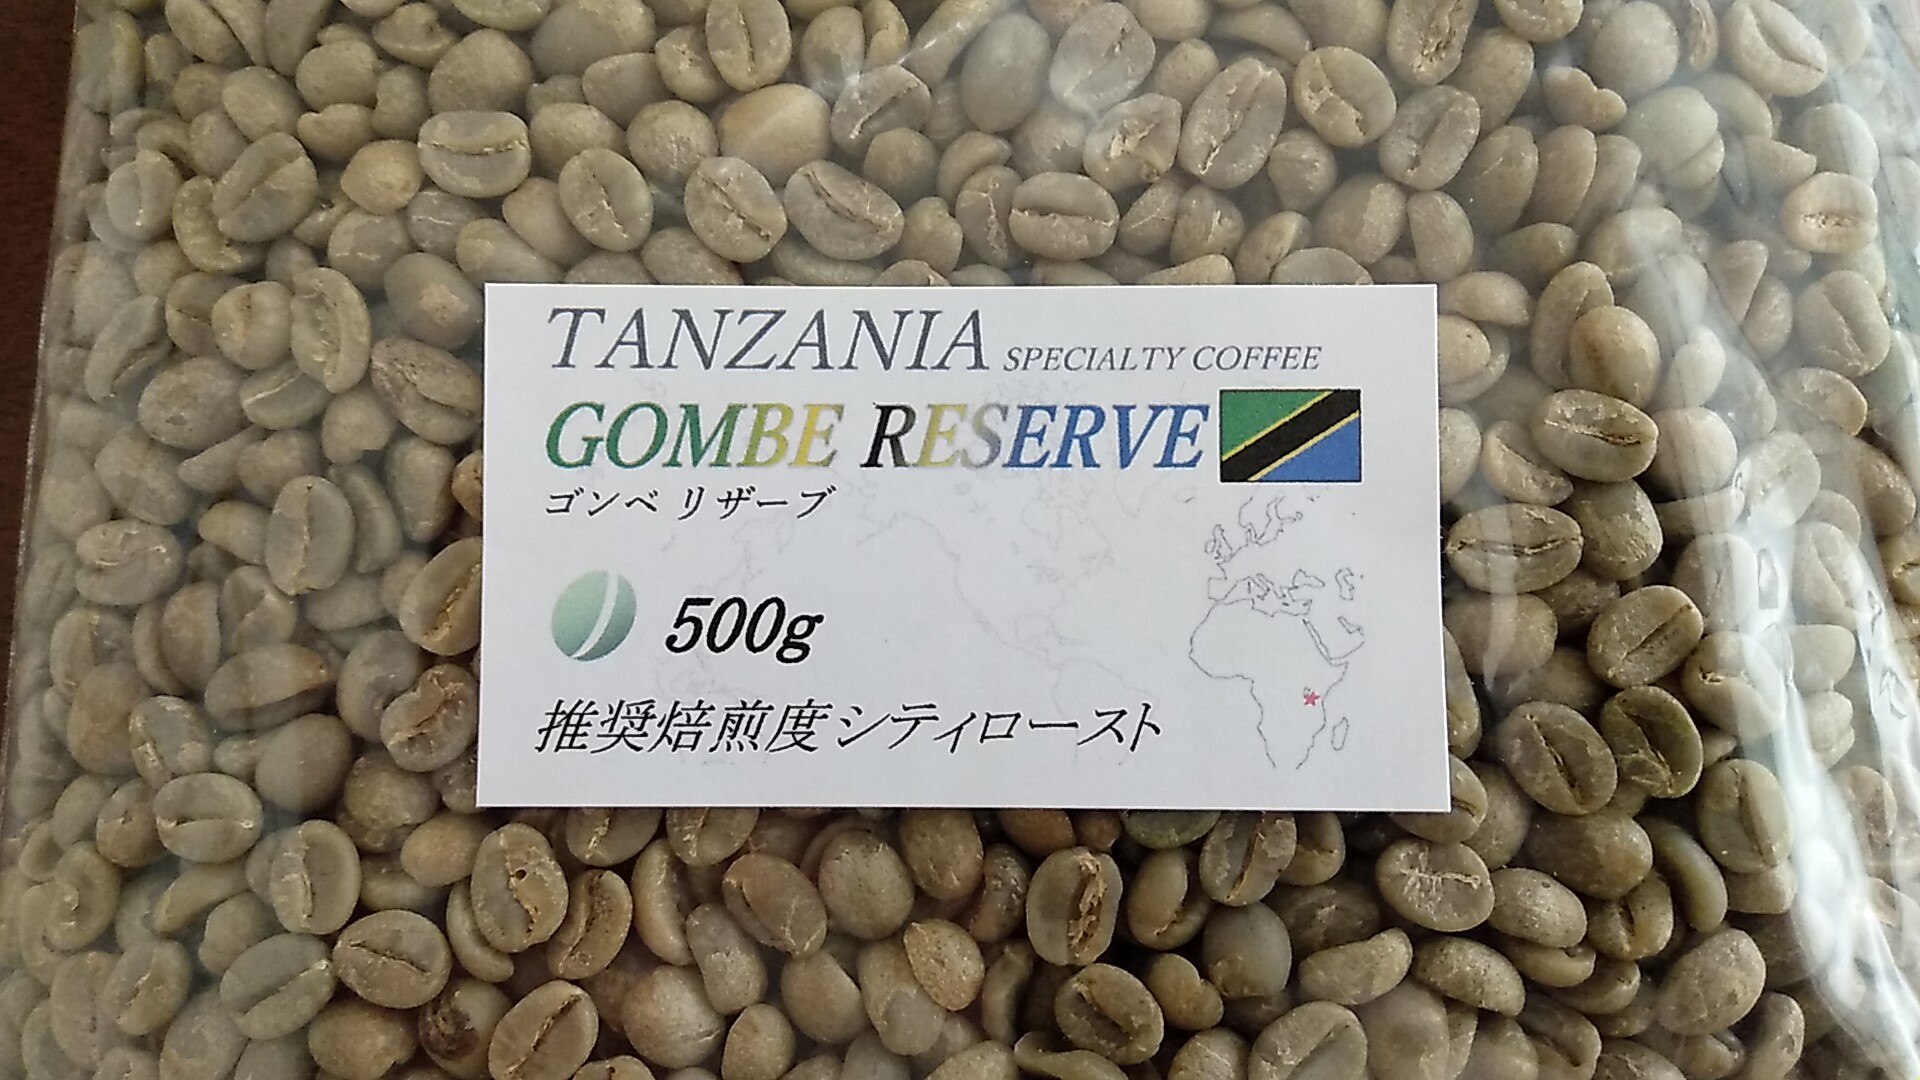 TANZANIA SPECIALTY COFFEE
GOMBE RESERVE
ゴンベ リザーブ
500g
推奨焙煎度シティロースト